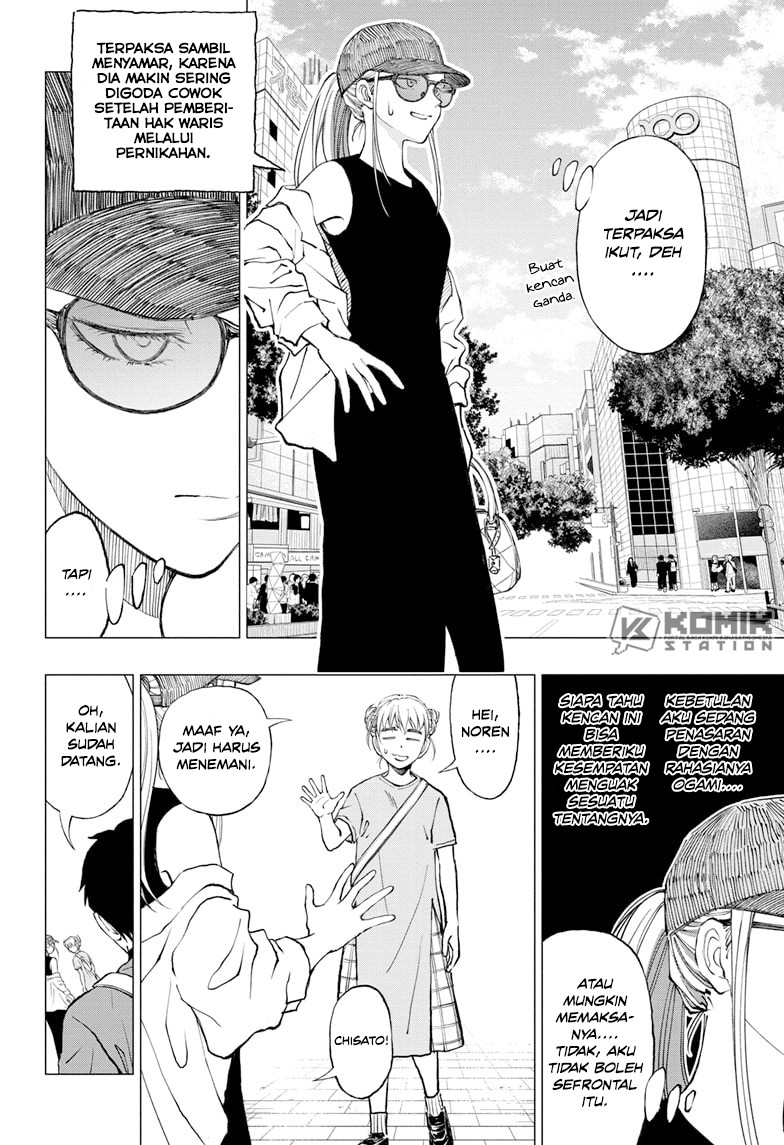 JADI
TERPAKSA
IKUT, DEH
....
Buat
kencan
Ganda.
TERPAKSA SAMBIL
MENYAMAR, KARENA
DIA MAKIN SERING
DIGODA COWOK
SETELAH PEMBERI-
TAAN HAK WARIS
MELALUI
PERNIKAHAN.
TAPI
....
109
KOMIK
STATION
KEBETULAN
AKU SEDANG
PENASARAN
DENGAN
RAHASIANYA
OGAMI....
SIAPA TAHU
KENCAN INI
BISA
MEMBERIKU
KESEMPATAN
MENGUAK
SESUATU
TENTANGNYA.
ATAU
MUNGKIN
MEMAKSA-
NYA....
TIDAK, AKU
TIDAK BOLEH
SEFRONTAL
ITU.
HEI,
NOREN
....
MAAF YA,
JADI HARUS
MENEMANI.
CHISATO!
OH,
KALIAN
SUDAH
DATANG.